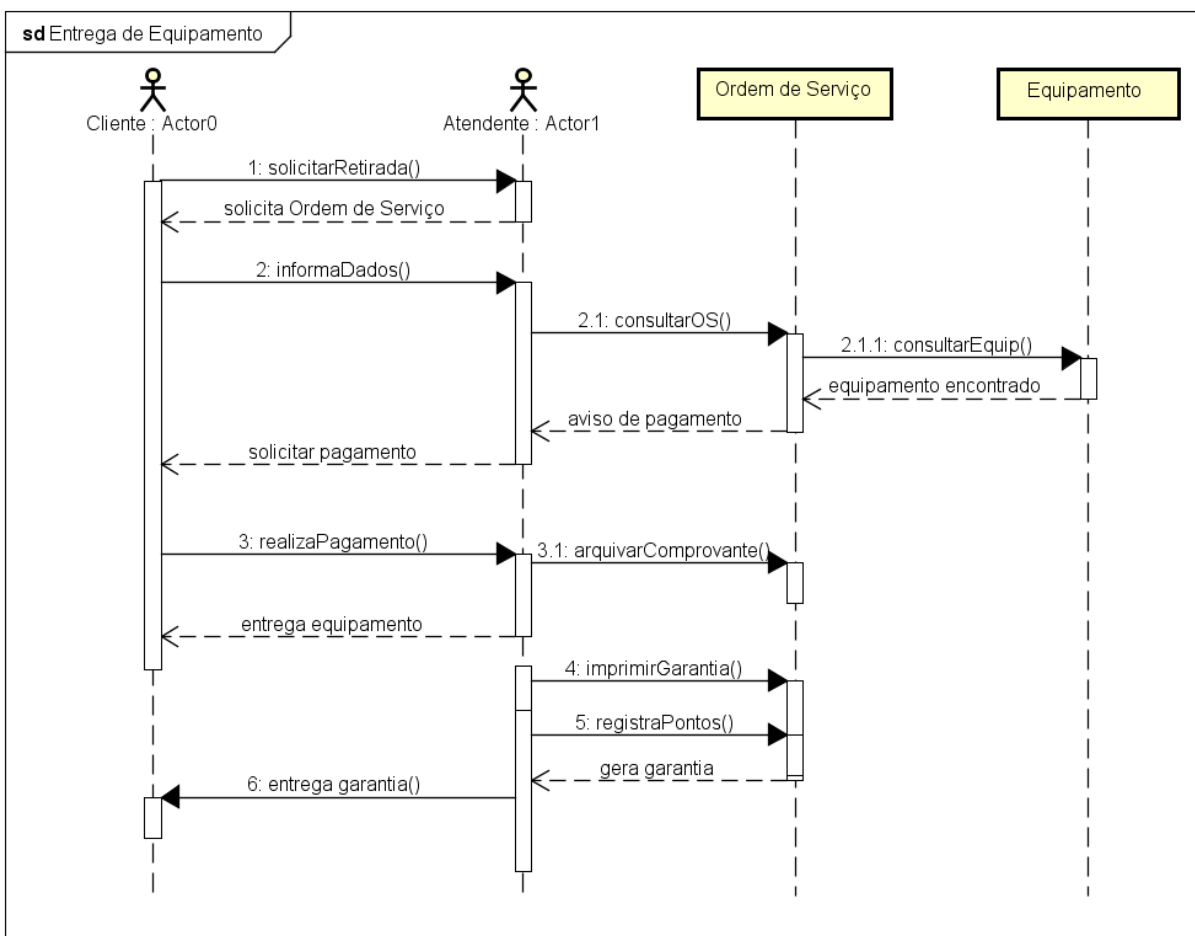 sd Entrega de Equipamento
Cliente : Actor0
Atendente : Actor1
Ordem de Serviço
Equipamento
1: solicitarRetirada()
solicita Ordem de Serviço
2: informaDados()
2.1: consultarOS()
2.1.1: consultarEquip()
equipamento encontrado
aviso de pagamento
solicitar pagamento
3: realizaPagamento()
3.1: arquivarComprovante()
entrega equipamento
4: imprimirGarantia()
5: registraPontos()
gera garantia
6: entrega garantia()